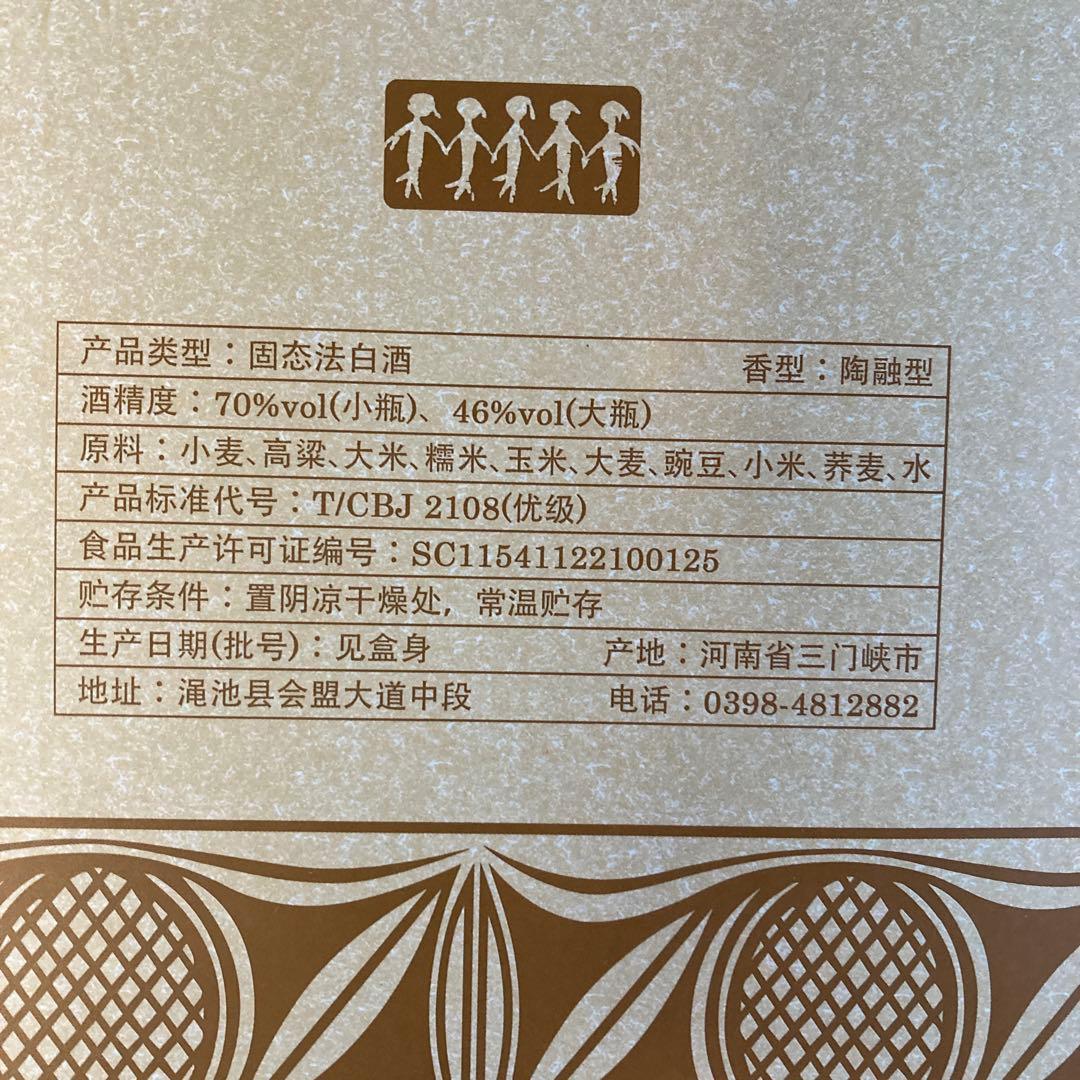 产品类型：固态法白酒 香型：陶融型
酒精度：70%vol(小瓶)、46%vol(大瓶)
原料：小麦、高粱、大米、糯米、玉米、大麦、豌豆、小米、荞麦、水
产品标准代号：T/CBJ 2108(优级)
食品生产许可证编号：SC11541122100125
贮存条件：置阴凉干燥处，常温贮存
生产日期(批号)：见盒身 产地：河南省三门峡市
地址：渑池县会盟大道中段 电话：0398-4812882